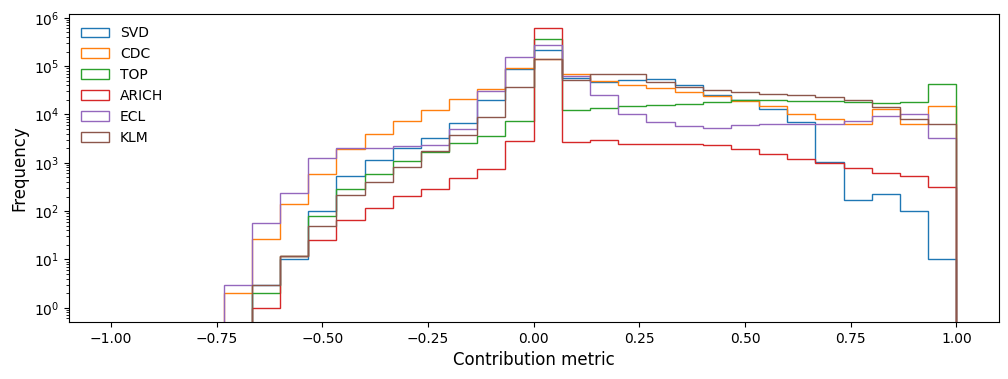 SVD
CDC
TOP
ARICH
ECL
KLM
Frequency
10⁶
10⁵
10⁴
10³
10²
10¹
10⁰
−1.00 −0.75 −0.50 −0.25 0.00 0.25 0.50 0.75 1.00
Contribution metric